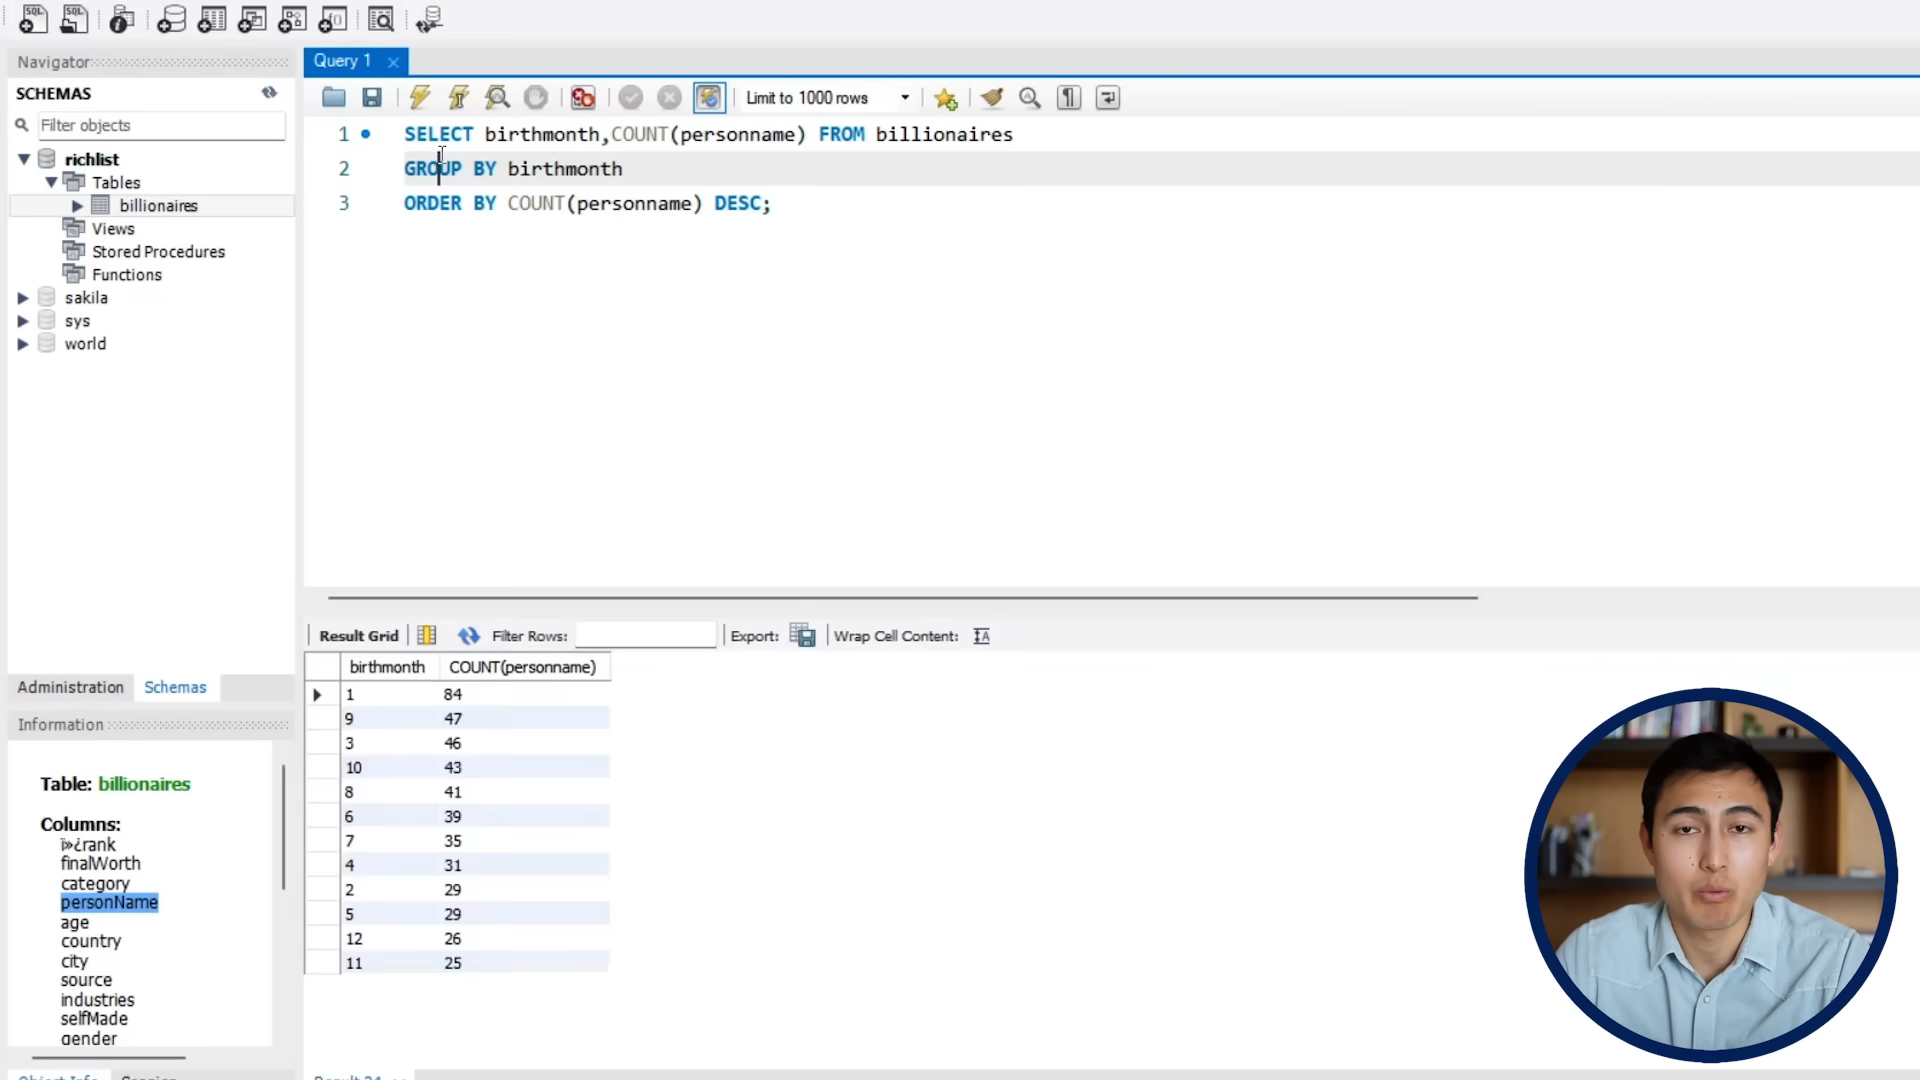 SQL
SQL
Navigator
SCHEMAS
Filter objects
richlist
Tables
billionaires
Views
Stored Procedures
Functions
sakila
sys
world
Administration
Schemas
Information
Table: billionaires
Columns:
ï»¿rank
finalWorth
category
personName
age
country
city
source
industries
selfMade
gender
Query 1
Limit to 1000 rows
1 SELECT birthmonth,COUNT(personname) FROM billionaires
2 GROUP BY birthmonth
3 ORDER BY COUNT(personname) DESC;
Result Grid Filter Rows: Export: Wrap Cell Content:
birthmonth COUNT(personname)
1 84
9 47
3 46
10 43
8 41
6 39
7 35
4 31
2 29
5 29
12 26
11 25